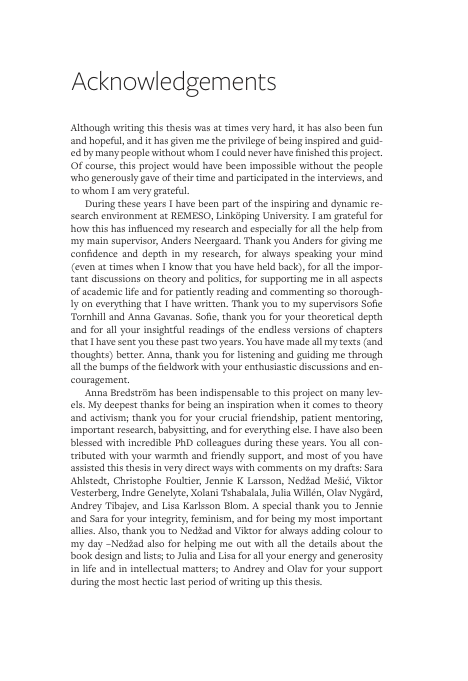 Acknowledgements
Although writing this thesis was at times very hard, it has also been fun
and hopeful, and it has given me the privilege of being inspired and guid-
ed by many people without whom I could never have finished this project.
Of course, this project would have been impossible without the people
who generously gave of their time and participated in the interviews, and
to whom I am very grateful.
During these years I have been part of the inspiring and dynamic re-
search environment at REMESO, Linköping University. I am grateful for
how this has influenced my research and especially for all the help from
my main supervisor, Anders Neergaard. Thank you Anders for giving me
confidence and depth in my research, for always speaking your mind
(even at times when I know that you have held back), for all the impor-
tant discussions on theory and politics, for supporting me in all aspects
of academic life and for patiently reading and commenting so thorough-
ly on everything that I have written. Thank you to my supervisors Sofie
Tornhill and Anna Gavanas. Sofie, thank you for your theoretical depth
and for all your insightful readings of the endless versions of chapters
that I have sent you these past two years. You have made all my texts (and
thoughts) better. Anna, thank you for listening and guiding me through
all the bumps of the fieldwork with your enthusiastic discussions and en-
couragement.
Anna Bredström has been indispensable to this project on many lev-
els. My deepest thanks for being an inspiration when it comes to theory
and activism; thank you for your crucial friendship, patient mentoring,
important research, babysitting, and for everything else. I have also been
blessed with incredible PhD colleagues during these years. You all con-
tributed with your warmth and friendly support, and most of you have
assisted this thesis in very direct ways with comments on my drafts: Sara
Ahlstedt, Christophe Foultier, Jennie K Larsson, Nedžad Mešić, Viktor
Vesterberg, Indre Genelyte, Xolani Tshabalala, Julia Willén, Olav Nygård,
Andrey Tibajev, and Lisa Karlsson Blom. A special thank you to Jennie
and Sara for your integrity, feminism, and for being my most important
allies. Also, thank you to Nedžad and Viktor for always adding colour to
my day –Nedžad also for helping me out with all the details about the
book design and lists; to Julia and Lisa for all your energy and generosity
in life and in intellectual matters; to Andrey and Olav for your support
during the most hectic last period of writing up this thesis.